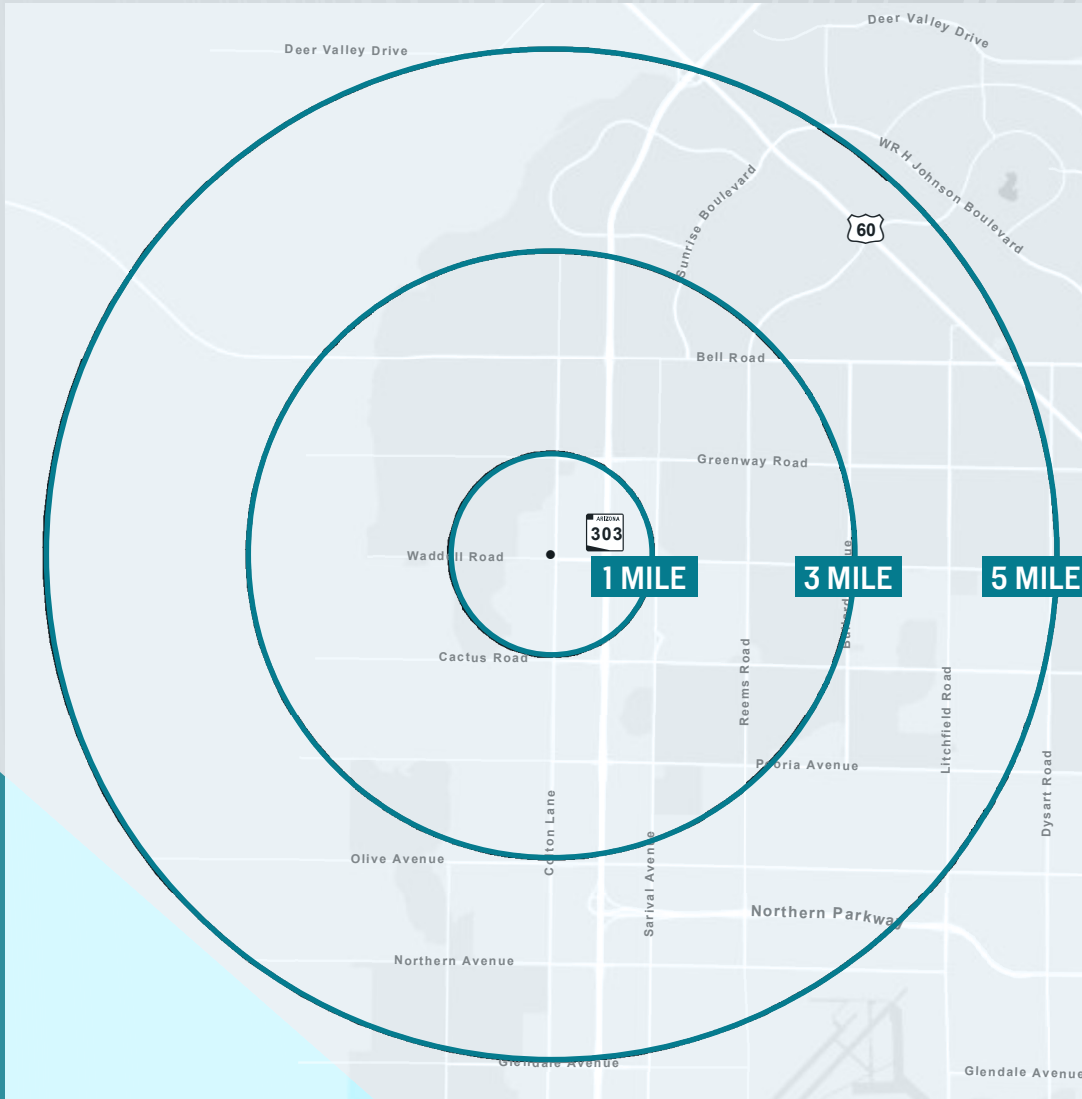 Deer Valley Drive
Deer Valley Drive
WR H Johnson Boulevard
Sunrise Boulevard
60
Bell Road
Greenway Road
ARIZONA
303
Waddell Road
1 MILE
3 MILE
5 MILE
Bullard Avenue
Cactus Road
Reems Road
Litchfield Road
Peoria Avenue
Dysart Road
Cotton Lane
Sarival Avenue
Olive Avenue
Northern Parkway
Northern Avenue
Glendale Avenue
Glendale Avenue